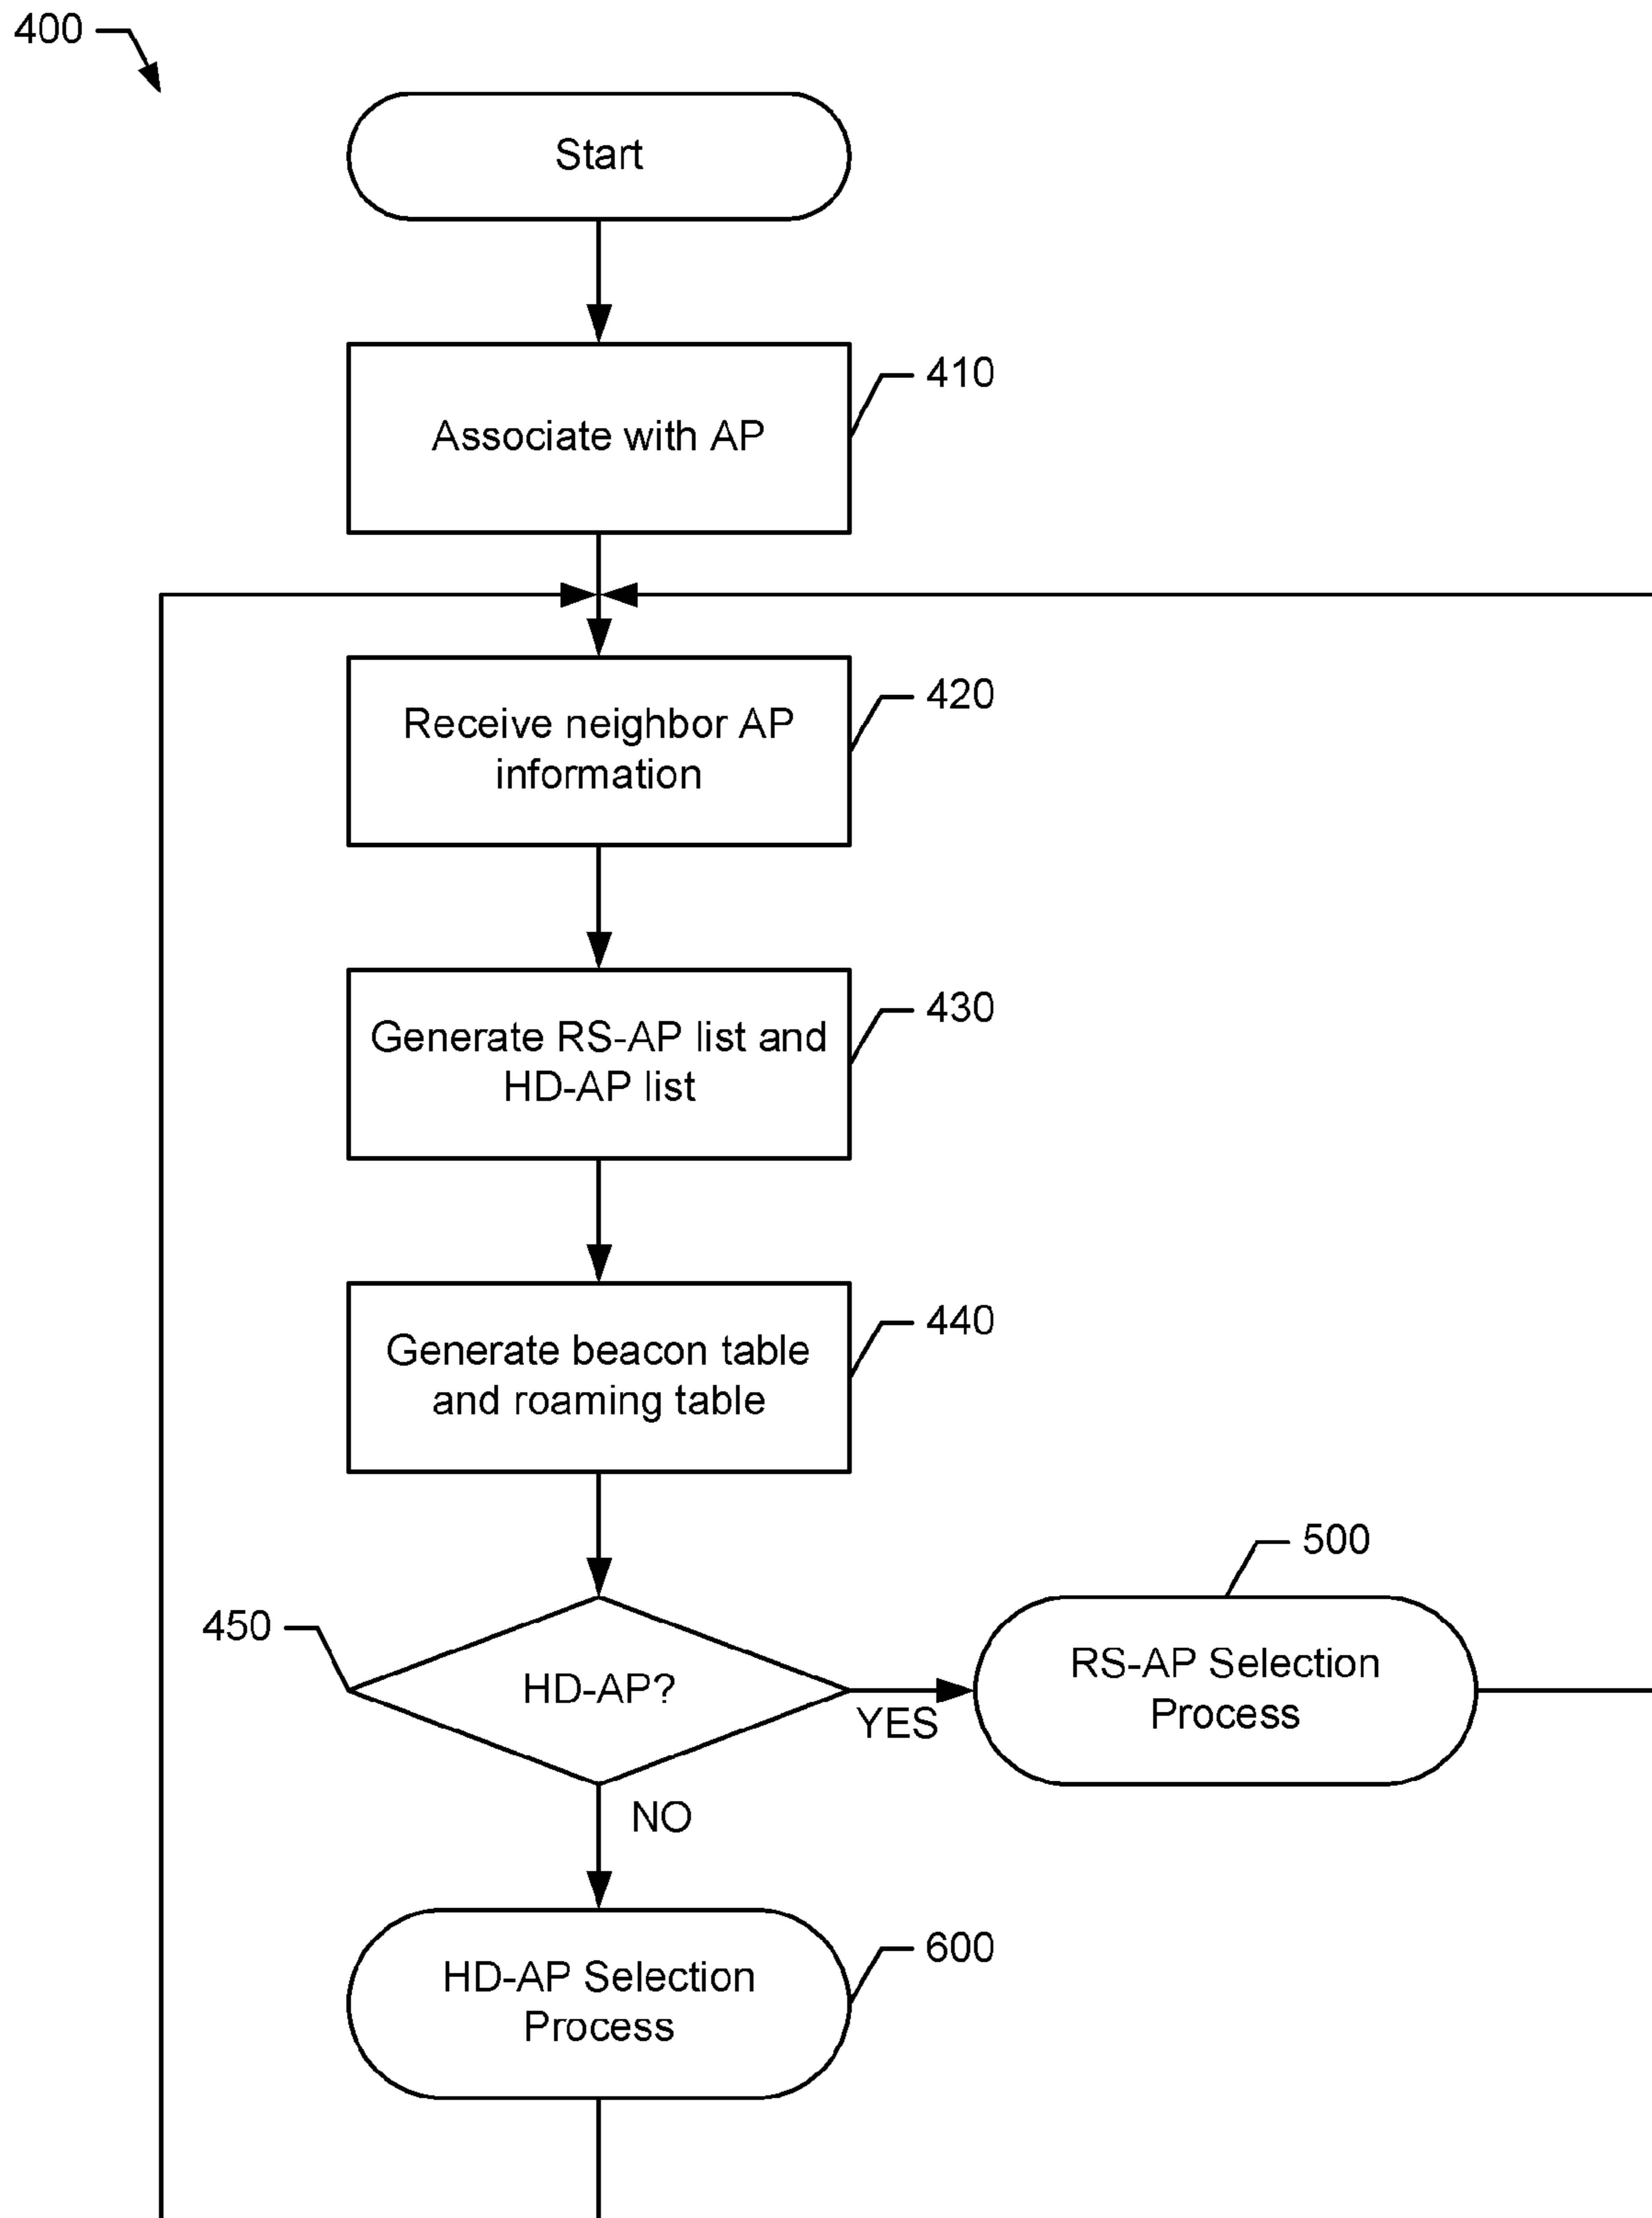 400
Start
410
Associate with AP
420
Receive neighbor AP
information
430
Generate RS-AP list and
HD-AP list
440
Generate beacon table
and roaming table
500
450
HD-AP?
RS-AP Selection
Process
YES
NO
600
HD-AP Selection
Process